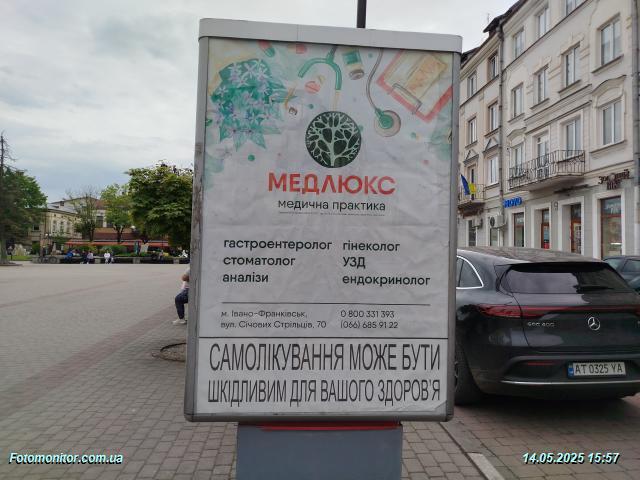 МЕДЛЮКС
медична практика
гастроентеролог гінеколог
стоматолог УЗД
аналізи ендокринолог
м. Івано-Франківськ, 0 800 331 393
вул. Січових Стрільців, 70 (066) 685 91 22
САМОЛІКУВАННЯ МОЖЕ БУТИ
ШКІДЛИВИМ ДЛЯ ВАШОГО ЗДОРОВ'Я
EQC 400
AT 0325 YA
Fotomonitor.com.ua
14.05.2025 15:57